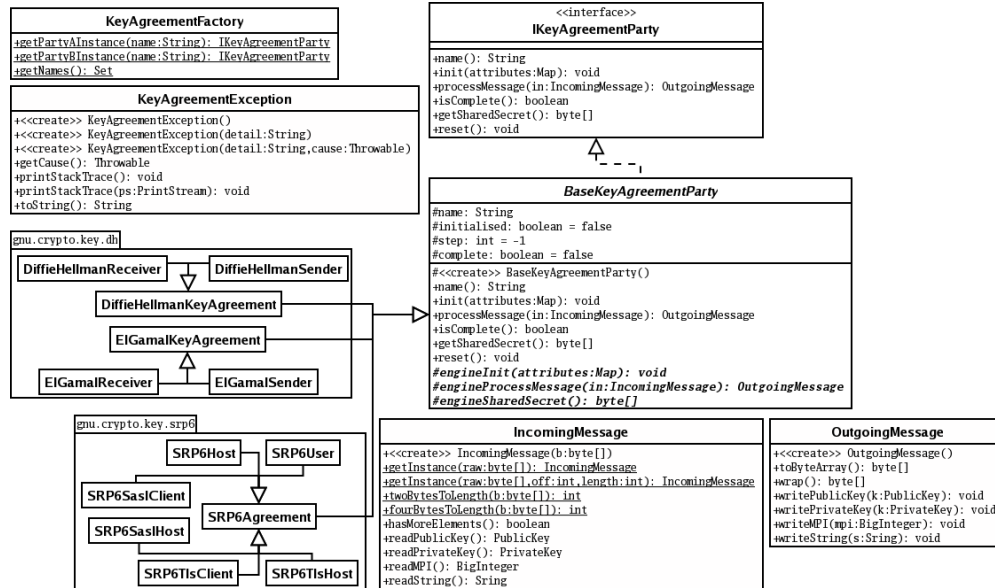 KeyAgreementFactory
+getPartyAInstance(name:String): IKeyAgreementParty
+getPartyBInstance(name:String): IKeyAgreementParty
+getNames(): Set
KeyAgreementException
+<<create>> KeyAgreementException()
+<<create>> KeyAgreementException(detail:String)
+<<create>> KeyAgreementException(detail:String,cause:Throwable)
+getCause(): Throwable
+printStackTrace(): void
+printStackTrace(ps:PrintStream): void
+toString(): String
<<interface>>
IKeyAgreementParty
+name(): String
+init(attributes:Map): void
+processMessage(in:IncomingMessage): OutgoingMessage
+isComplete(): boolean
+getSharedSecret(): byte[]
+reset(): void
BaseKeyAgreementParty
#name: String
#initialised: boolean = false
#step: int = -1
#complete: boolean = false
#<<create>> BaseKeyAgreementParty()
+name(): String
+init(attributes:Map): void
+processMessage(in:IncomingMessage): OutgoingMessage
+isComplete(): boolean
+getSharedSecret(): byte[]
+reset(): void
#engineInit(attributes:Map): void
#engineProcessMessage(in:IncomingMessage): OutgoingMessage
#engineSharedSecret(): byte[]
gnu.crypto.key.dh
DiffieHellmanReceiver DiffieHellmanSender
DiffieHellmanKeyAgreement
ElGamalKeyAgreement
ElGamalReceiver ElGamalSender
gnu.crypto.key.srp6
SRP6Host SRP6User
SRP6SaslClient
SRP6Agreement
SRP6SaslHost
SRP6TlsClient SRP6TlsHost
IncomingMessage
+<<create>> IncomingMessage(b:byte[])
+getInstance(raw:byte[]): IncomingMessage
+getInstance(raw:byte[],off:int,length:int): IncomingMessage
+twoBytesToLength(b:byte[]): int
+fourBytesToLength(b:byte[]): int
+hasMoreElements(): boolean
+readPublicKey(): PublicKey
+readPrivateKey(): PrivateKey
+readMPI(): BigInteger
+readString(): Sring
OutgoingMessage
+<<create>> OutgoingMessage()
+toByteArray(): byte[]
+wrap(): byte[]
+writePublicKey(k:PublicKey): void
+writePrivateKey(k:PrivateKey): void
+writeMPI(mpi:BigInteger): void
+writeString(s:Sring): void